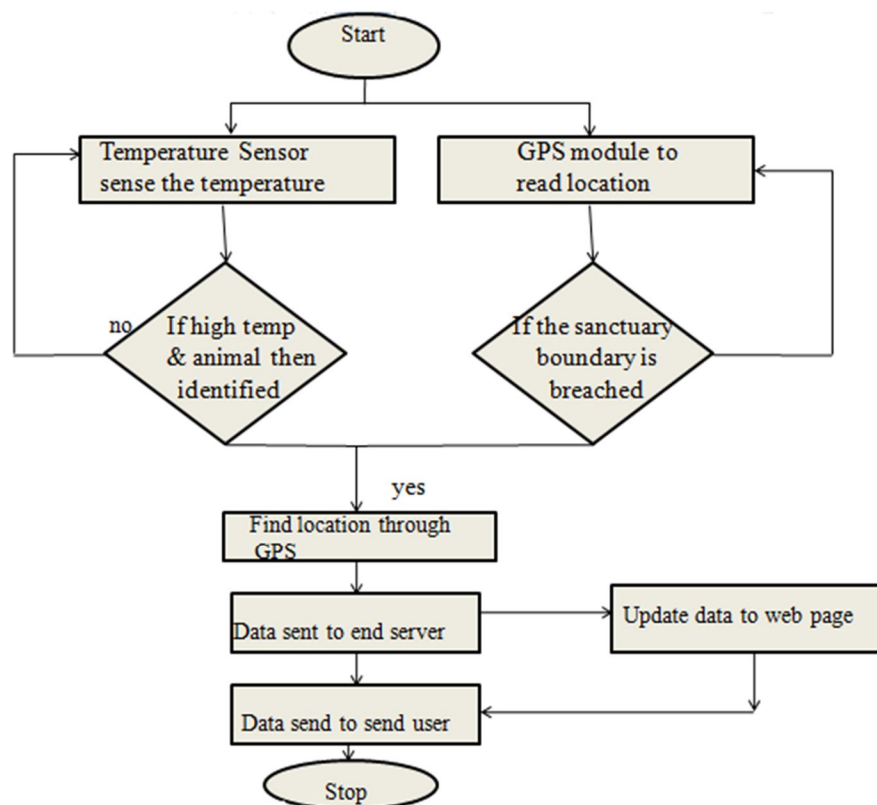 Start
Temperature Sensor
sense the temperature
GPS module to
read location
no
If high temp
& animal then
identified
If the sanctuary
boundary is
breached
yes
Find location through
GPS
Data sent to end server
Update data to web page
Data send to send user
Stop